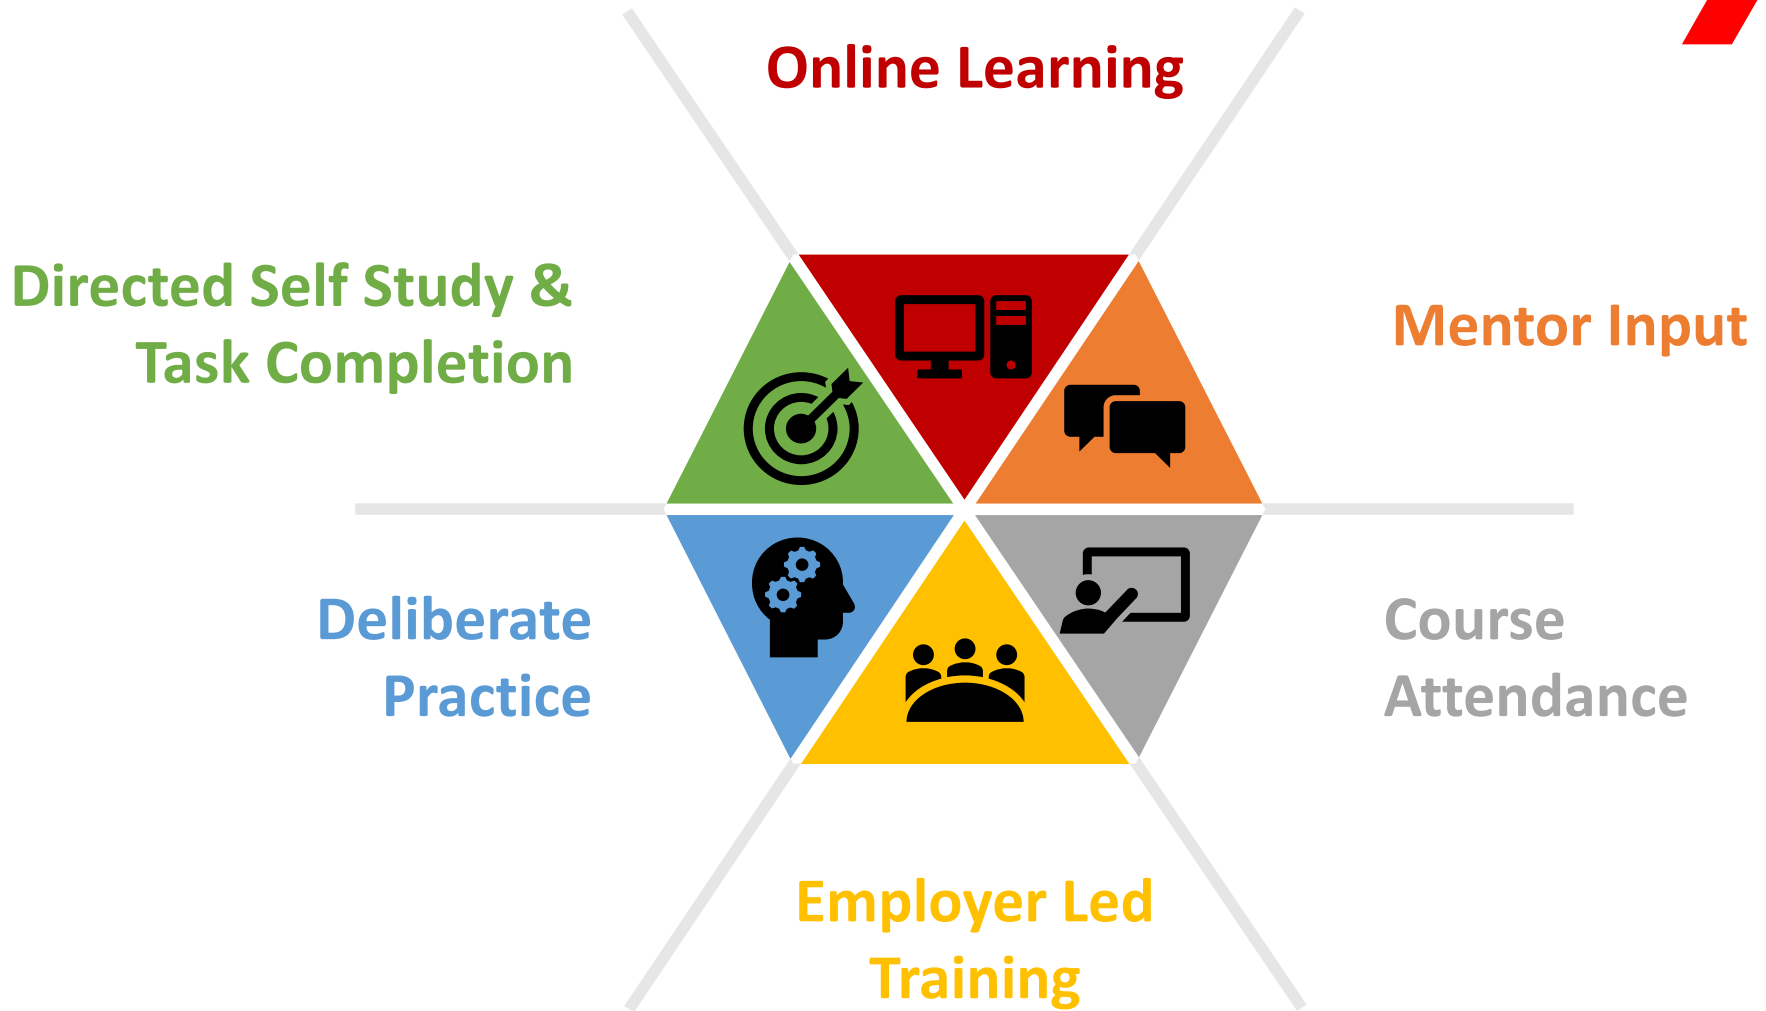 Online Learning
Directed Self Study &
Task Completion
Mentor Input
Deliberate
Practice
Course
Attendance
Employer Led
Training